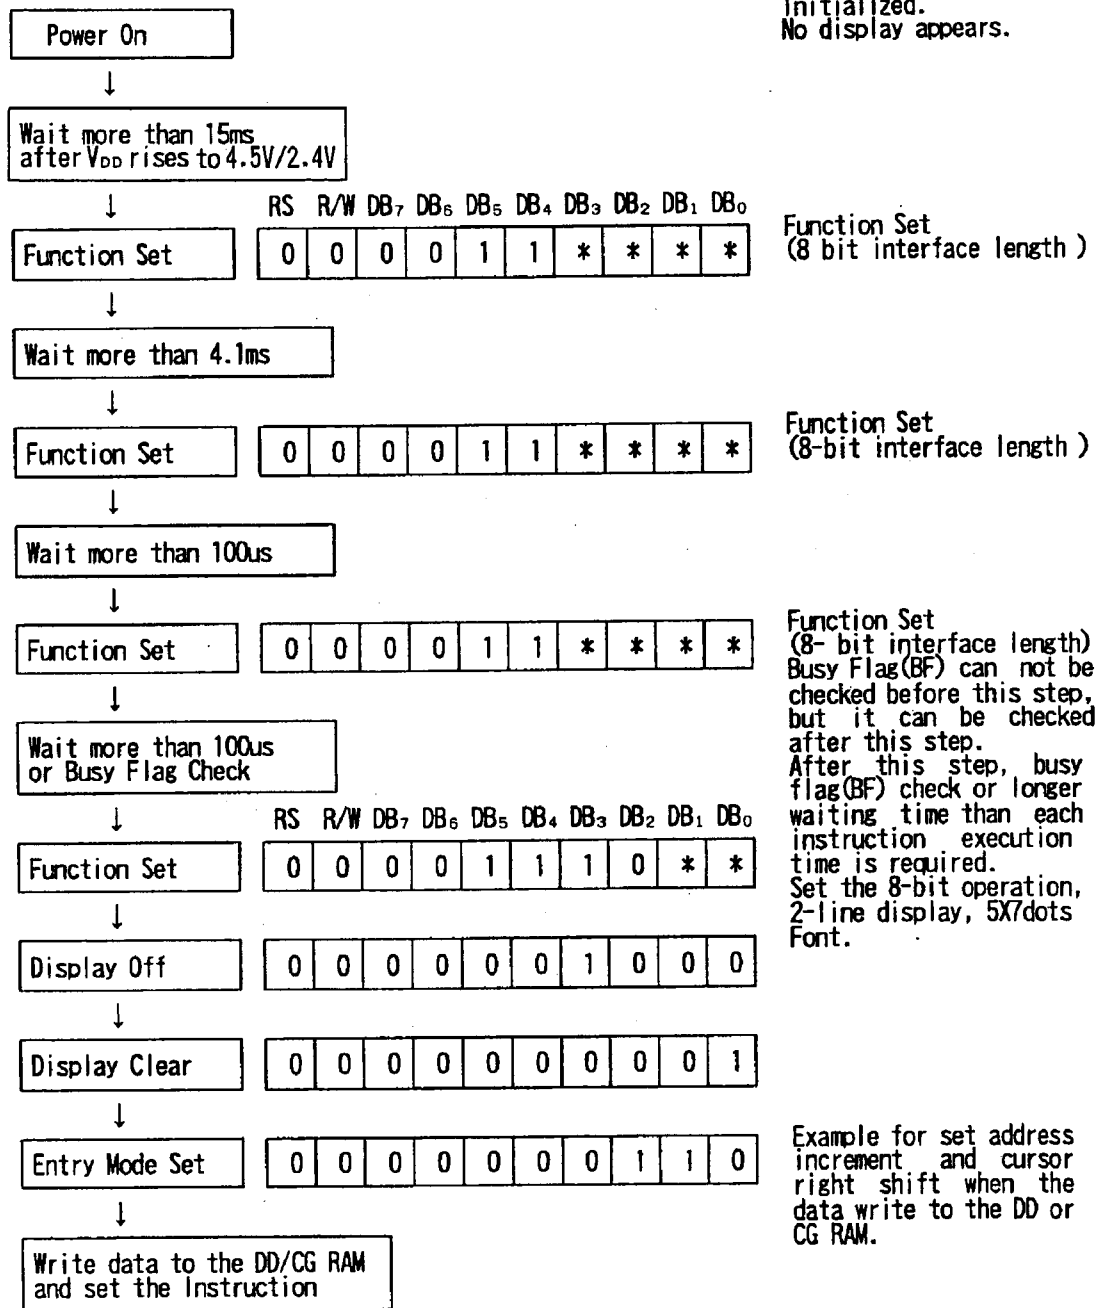 Initialized.
No display appears.
Power On
↓
Wait more than 15ms
after VDD rises to 4.5V/2.4V
↓
RS R/W DB7 DB6 DB5 DB4 DB3 DB2 DB1 DB0
Function Set 0 0 0 0 1 1 * * * *
Function Set
(8 bit interface length )
↓
Wait more than 4.1ms
↓
Function Set 0 0 0 0 1 1 * * * *
Function Set
(8-bit interface length )
↓
Wait more than 100us
↓
Function Set 0 0 0 0 1 1 * * * *
Function Set
(8- bit interface length)
Busy Flag(BF) can not be
checked before this step,
but it can be checked
after this step.
After this step, busy
flag(BF) check or longer
waiting time than each
instruction execution
time is required.
Set the 8-bit operation,
2-line display, 5X7dots
Font.
↓
Wait more than 100us
or Busy Flag Check
↓
RS R/W DB7 DB6 DB5 DB4 DB3 DB2 DB1 DB0
Function Set 0 0 0 0 1 1 1 0 * *
↓
Display Off 0 0 0 0 0 0 1 0 0 0
↓
Display Clear 0 0 0 0 0 0 0 0 0 1
↓
Entry Mode Set 0 0 0 0 0 0 0 1 1 0
Example for set address
increment and cursor
right shift when the
data write to the DD or
CG RAM.
↓
Write data to the DD/CG RAM
and set the Instruction